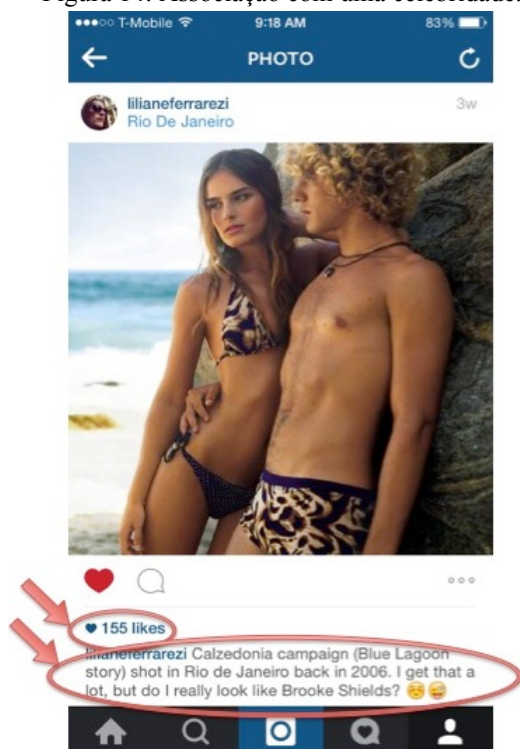 Figura 14. Associação com uma celebridade.
T-Mobile 9:18 AM 83%
PHOTO
lilianeferrarezi 3w
Rio De Janeiro
155 likes
lilianeferrarezi Calzedonia campaign (Blue Lagoon
story) shot in Rio de Janeiro back in 2006. I get that a
lot, but do I really look like Brooke Shields?